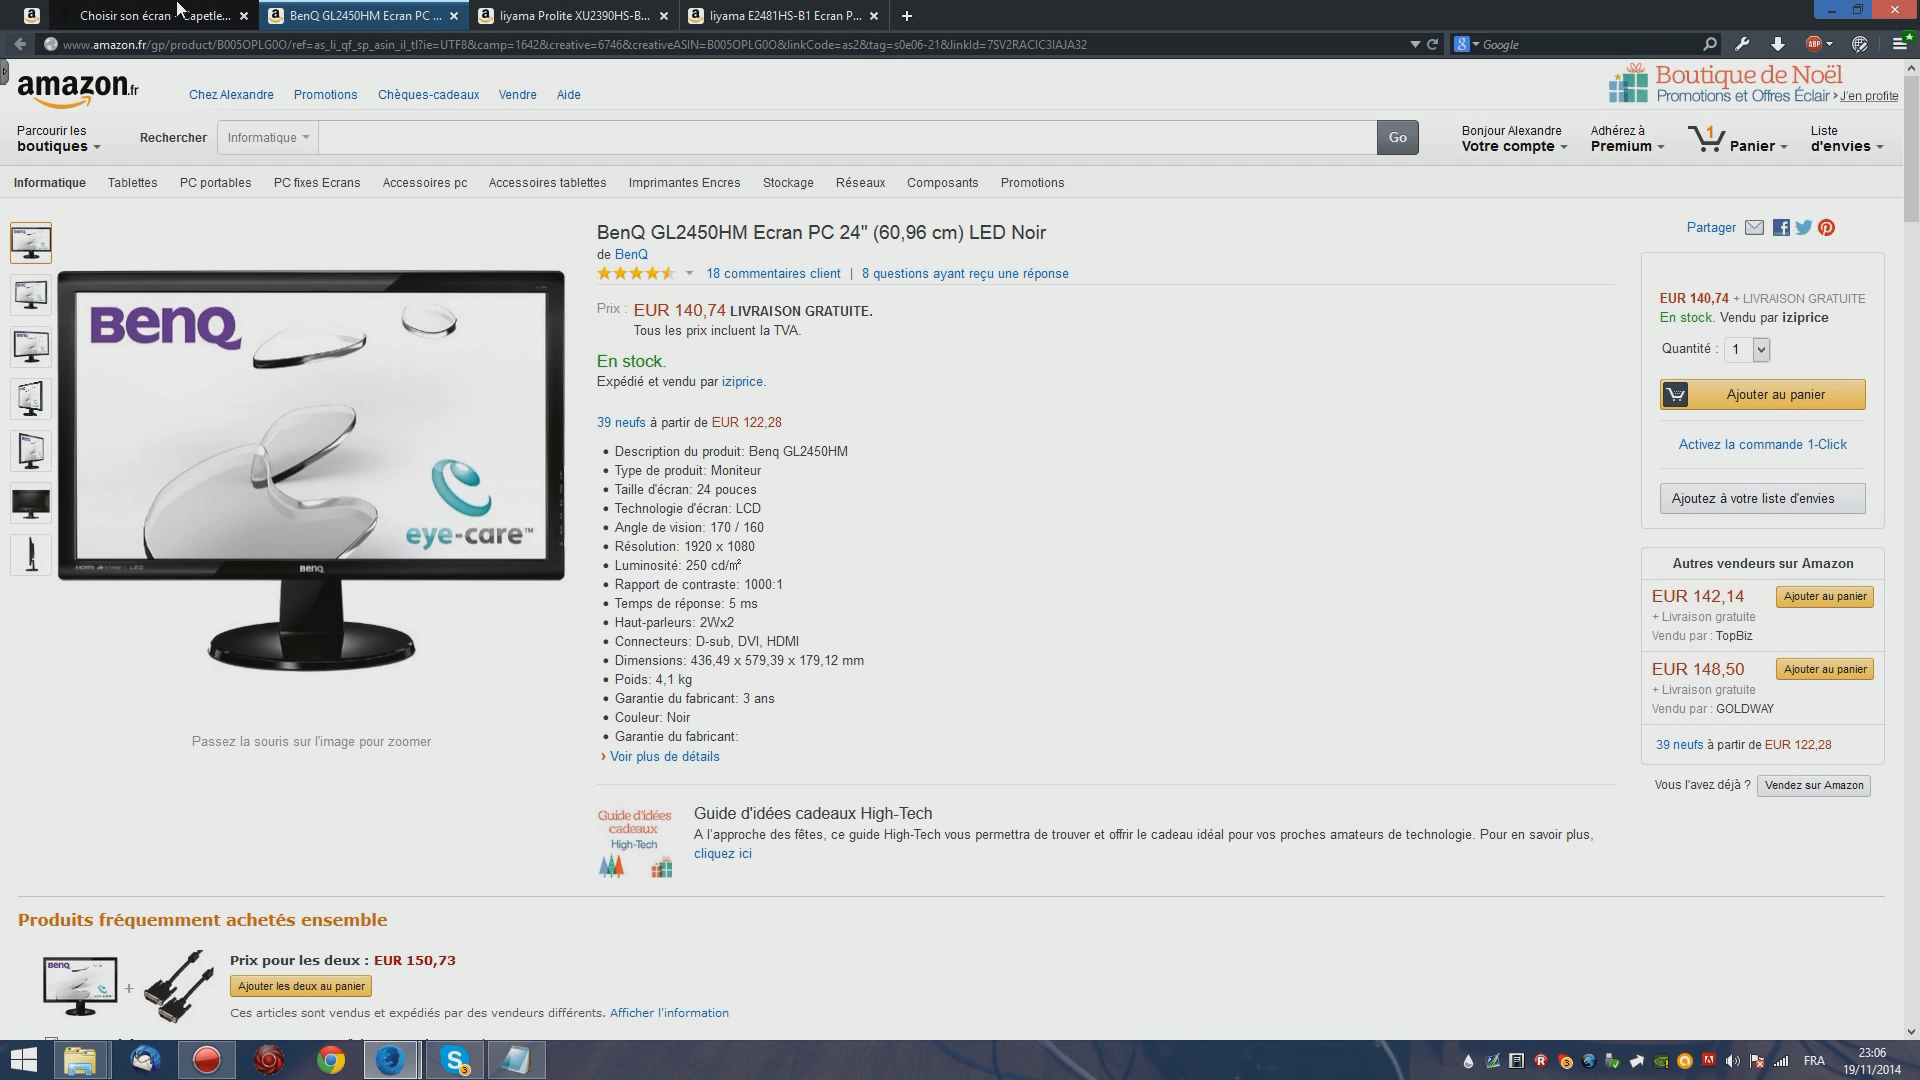 Choisir son écran - Capetle...
BenQ GL2450HM Ecran PC ...
Iiyama Prolite XU2390HS-B...
Iiyama E2481HS-B1 Ecran P...
www.amazon.fr/gp/product/B005OPLG0O/ref=as_li_qf_sp_asin_il_tl?ie=UTF8&camp=1642&creative=6746&creativeASIN=B005OPLG0O&linkCode=as2&tag=s0e06-21&linkId=7SV2RACIC3IAJA32
Google
ABP
amazon.fr
Chez Alexandre Promotions Chèques-cadeaux Vendre Aide
Boutique de Noël
Promotions et Offres Éclair › J'en profite
Parcourir les
boutiques
Rechercher
Informatique
Go
Bonjour Alexandre
Votre compte
Adhérez à
Premium
1
Panier
Liste
d'envies
Informatique Tablettes PC portables PC fixes Ecrans Accessoires pc Accessoires tablettes Imprimantes Encres Stockage Réseaux Composants Promotions
BenQ GL2450HM Ecran PC 24" (60,96 cm) LED Noir
de BenQ
18 commentaires client | 8 questions ayant reçu une réponse
Prix : EUR 140,74 LIVRAISON GRATUITE.
Tous les prix incluent la TVA.
En stock.
Expédié et vendu par iziprice.
39 neufs à partir de EUR 122,28
• Description du produit: Benq GL2450HM
• Type de produit: Moniteur
• Taille d'écran: 24 pouces
• Technologie d'écran: LCD
• Angle de vision: 170 / 160
• Résolution: 1920 x 1080
• Luminosité: 250 cd/㎡
• Rapport de contraste: 1000:1
• Temps de réponse: 5 ms
• Haut-parleurs: 2Wx2
• Connecteurs: D-sub, DVI, HDMI
• Dimensions: 436,49 x 579,39 x 179,12 mm
• Poids: 4,1 kg
• Garantie du fabricant: 3 ans
• Couleur: Noir
• Garantie du fabricant:
› Voir plus de détails
BenQ
eye-care™
BenQ
Passez la souris sur l'image pour zoomer
Partager
EUR 140,74 + LIVRAISON GRATUITE
En stock. Vendu par iziprice
Quantité : 1
Ajouter au panier
Activez la commande 1-Click
Ajoutez à votre liste d'envies
Autres vendeurs sur Amazon
EUR 142,14
Ajouter au panier
+ Livraison gratuite
Vendu par : TopBiz
EUR 148,50
Ajouter au panier
+ Livraison gratuite
Vendu par : GOLDWAY
39 neufs à partir de EUR 122,28
Vous l'avez déjà ? Vendez sur Amazon
Guide d'idées
cadeaux
High-Tech
Guide d'idées cadeaux High-Tech
A l'approche des fêtes, ce guide High-Tech vous permettra de trouver et offrir le cadeau idéal pour vos proches amateurs de technologie. Pour en savoir plus,
cliquez ici
Produits fréquemment achetés ensemble
BenQ
+
Prix pour les deux : EUR 150,73
Ajouter les deux au panier
Ces articles sont vendus et expédiés par des vendeurs différents. Afficher l'information
FRA
23:06
19/11/2014